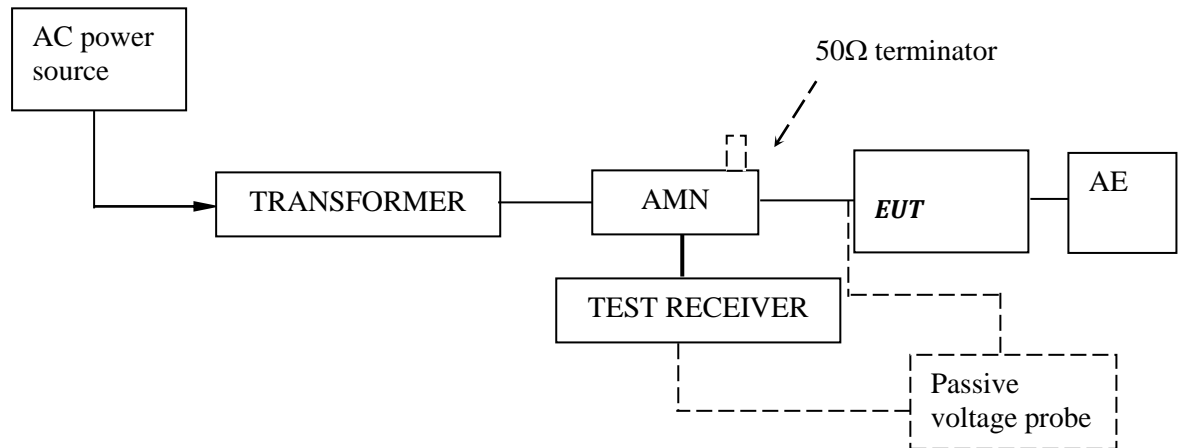 AC power
source
50Ω terminator
TRANSFORMER
AMN
EUT
AE
TEST RECEIVER
Passive
voltage probe